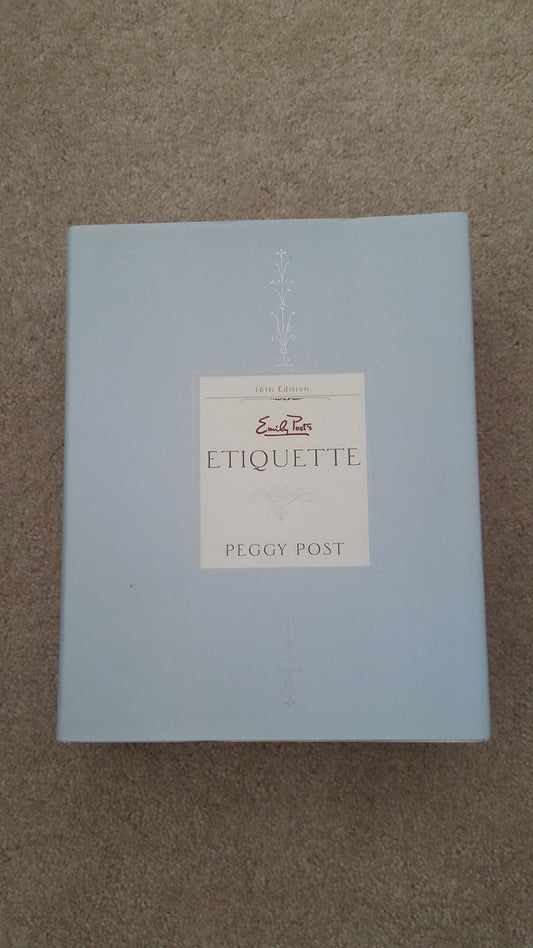 16th Edition
Emily Post's
ETIQUETTE
PEGGY POST